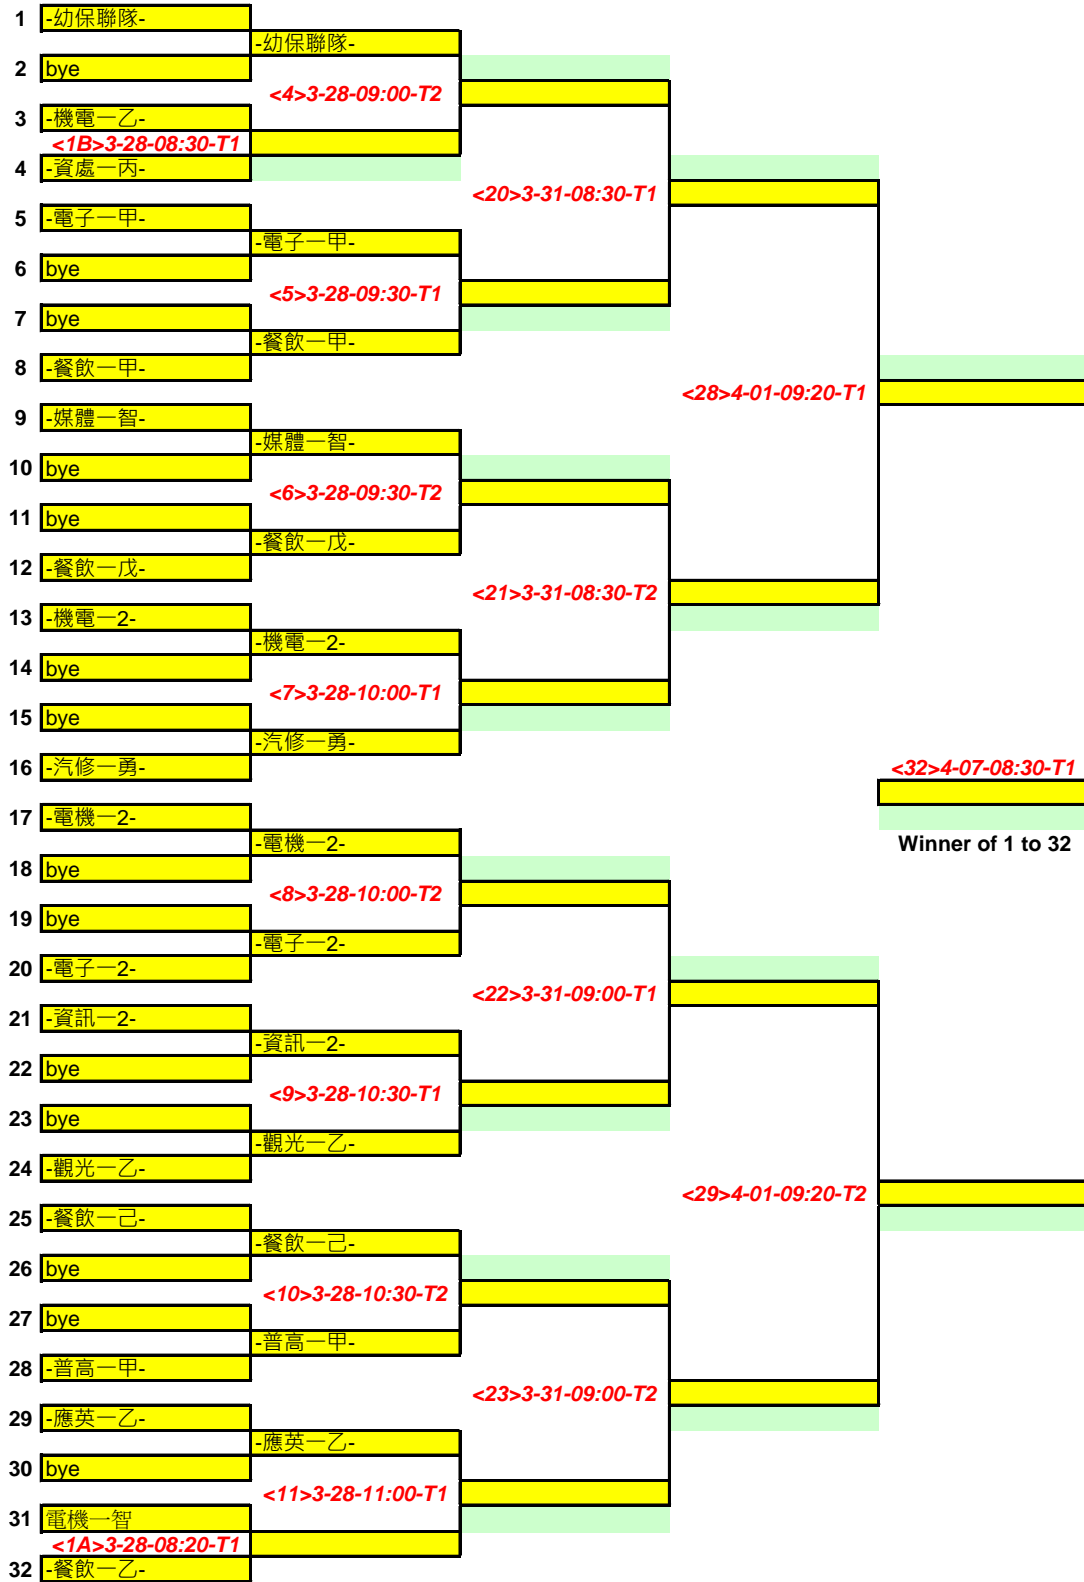 1 -幼保聯隊-
-幼保聯隊-
2 bye
<4>3-28-09:00-T2
3 -機電一乙-
<1B>3-28-08:30-T1
4 -資處一丙-
<20>3-31-08:30-T1
5 -電子一甲-
-電子一甲-
6 bye
<5>3-28-09:30-T1
7 bye
-餐飲一甲-
8 -餐飲一甲-
<28>4-01-09:20-T1
9 -媒體一智-
-媒體一智-
10 bye
<6>3-28-09:30-T2
11 bye
-餐飲一戊-
12 -餐飲一戊-
<21>3-31-08:30-T2
13 -機電一2-
-機電一2-
14 bye
<7>3-28-10:00-T1
15 bye
-汽修一勇-
16 -汽修一勇-
<32>4-07-08:30-T1
17 -電機一2-
-電機一2-
Winner of 1 to 32
18 bye
<8>3-28-10:00-T2
19 bye
-電子一2-
20 -電子一2-
<22>3-31-09:00-T1
21 -資訊一2-
-資訊一2-
22 bye
<9>3-28-10:30-T1
23 bye
-觀光一乙-
24 -觀光一乙-
<29>4-01-09:20-T2
25 -餐飲一己-
-餐飲一己-
26 bye
<10>3-28-10:30-T2
27 bye
-普高一甲-
28 -普高一甲-
<23>3-31-09:00-T2
29 -應英一乙-
-應英一乙-
30 bye
<11>3-28-11:00-T1
31 電機一智
<1A>3-28-08:20-T1
32 -餐飲一乙-